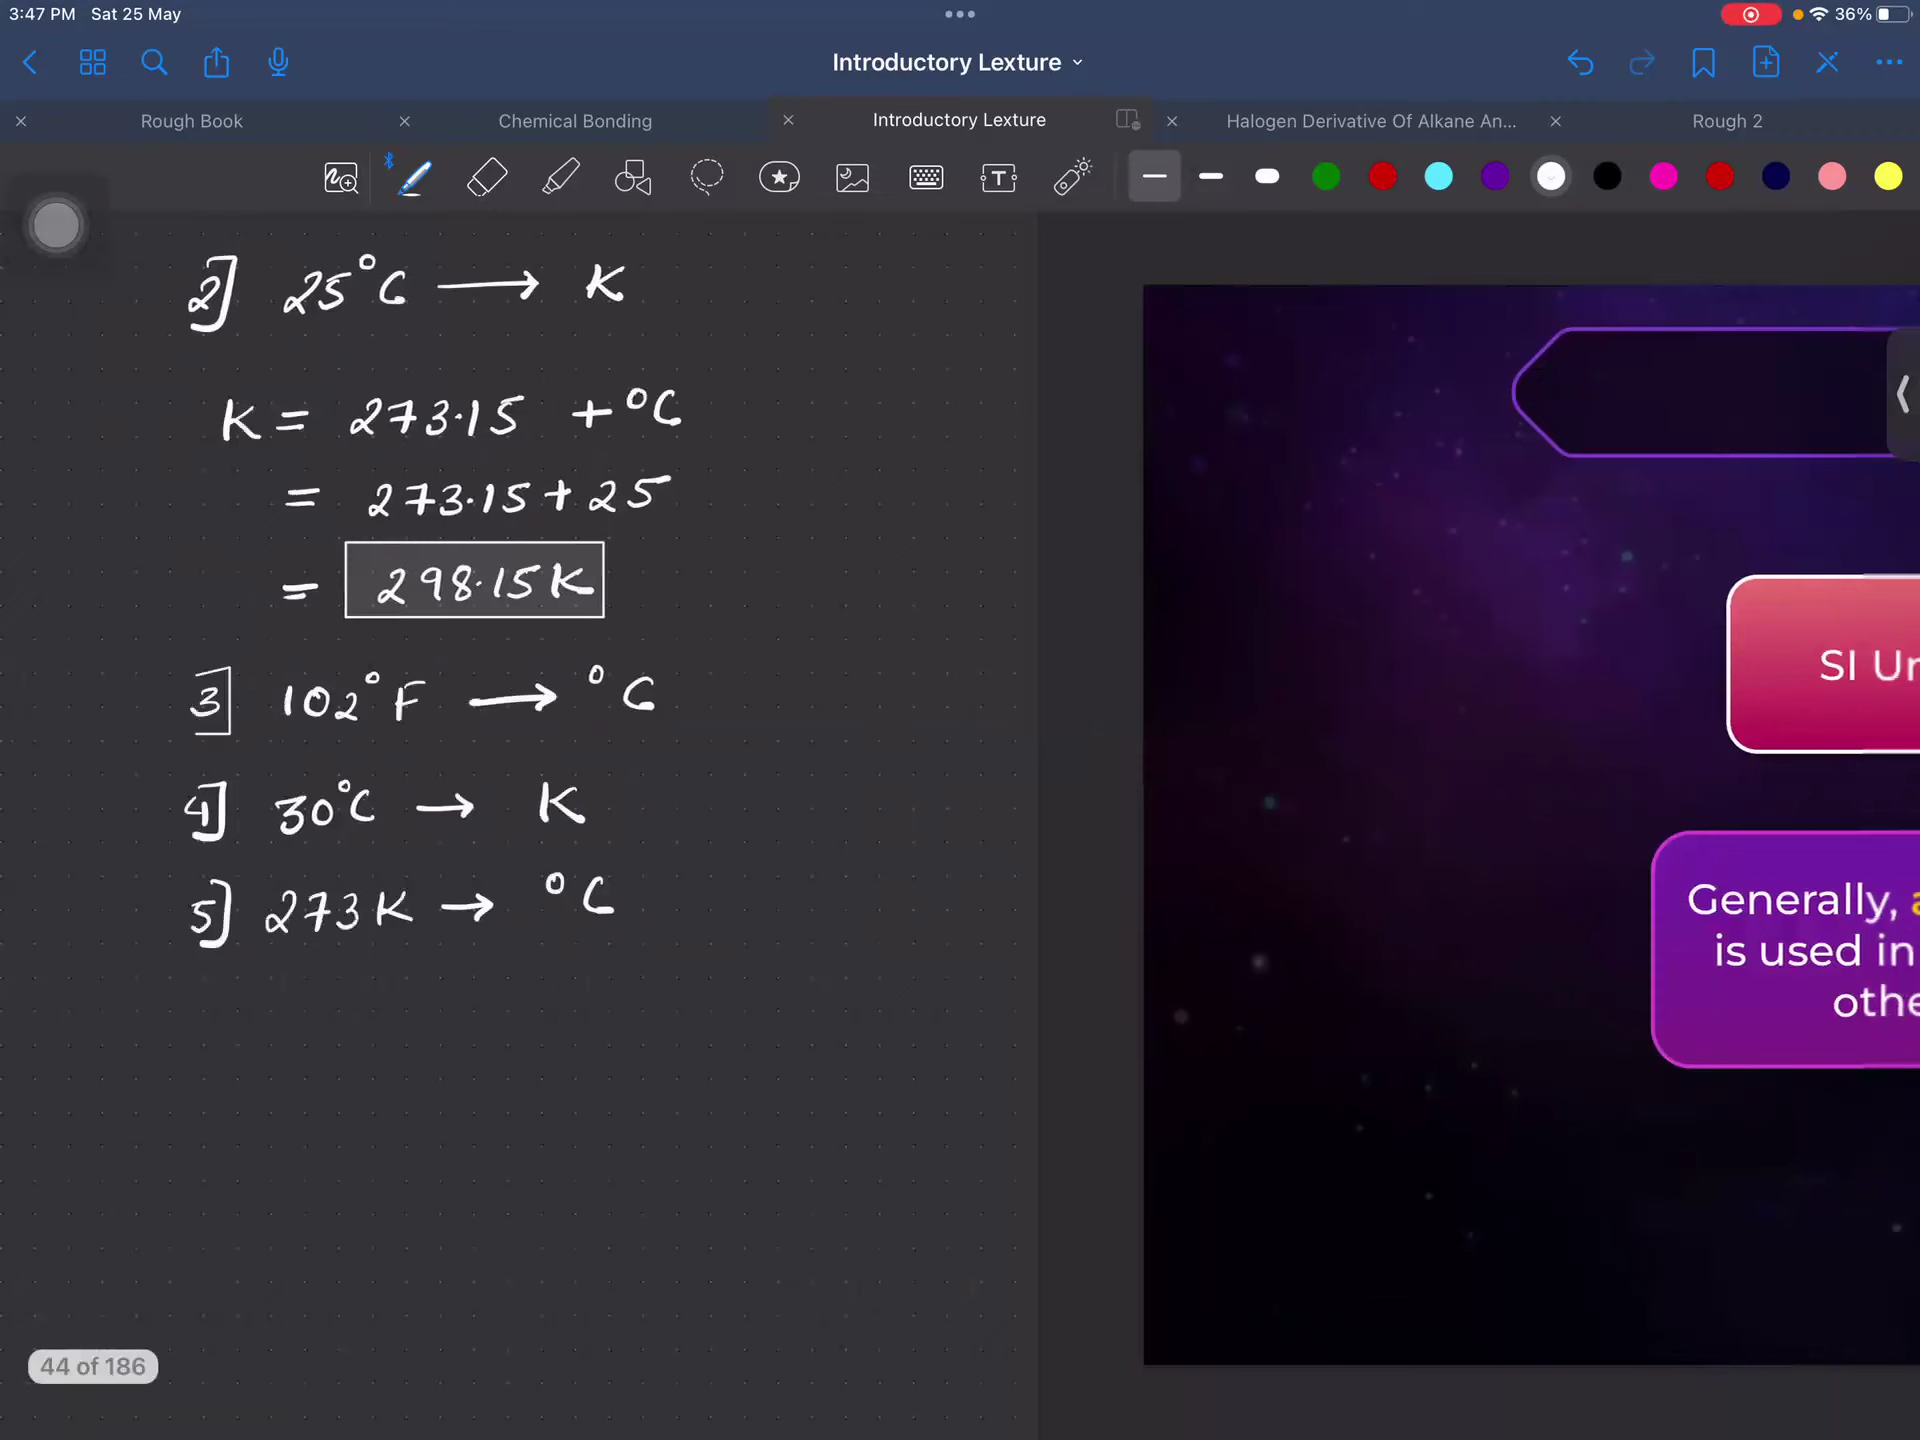 3:47 PM Sat 25 May
36%
Introductory Lexture
Rough Book
Chemical Bonding
Introductory Lexture
Halogen Derivative Of Alkane An...
Rough 2
2] 25°C → K
K = 273.15 + °C
= 273.15 + 25
= 298.15 K
3] 102°F → °C
4] 30°C → K
5] 273 K → °C
SI
Generally,
is used in
44 of 186